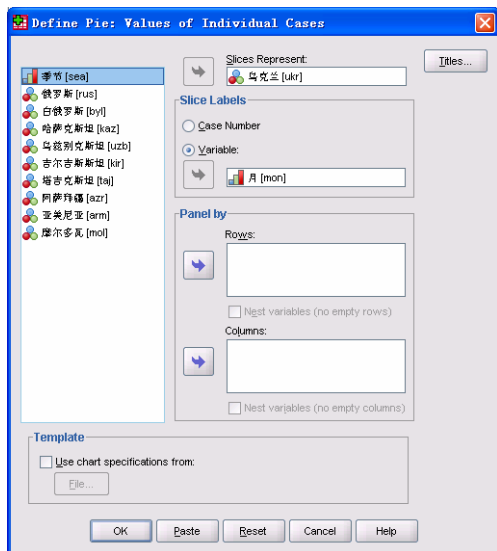 Define Pie: Values of Individual Cases
季节 [sea]
俄罗斯 [rus]
白俄罗斯 [byl]
哈萨克斯坦 [kaz]
乌兹别克斯坦 [uzb]
吉尔吉斯斯坦 [kir]
塔吉克斯坦 [taj]
阿萨拜疆 [azr]
亚美尼亚 [arm]
摩尔多瓦 [mol]
Slices Represent:
乌克兰 [ukr]
Titles...
Slice Labels
Case Number
Variable:
月 [mon]
Panel by
Rows:
Nest variables (no empty rows)
Columns:
Nest variables (no empty columns)
Template
Use chart specifications from:
File...
OK
Paste
Reset
Cancel
Help